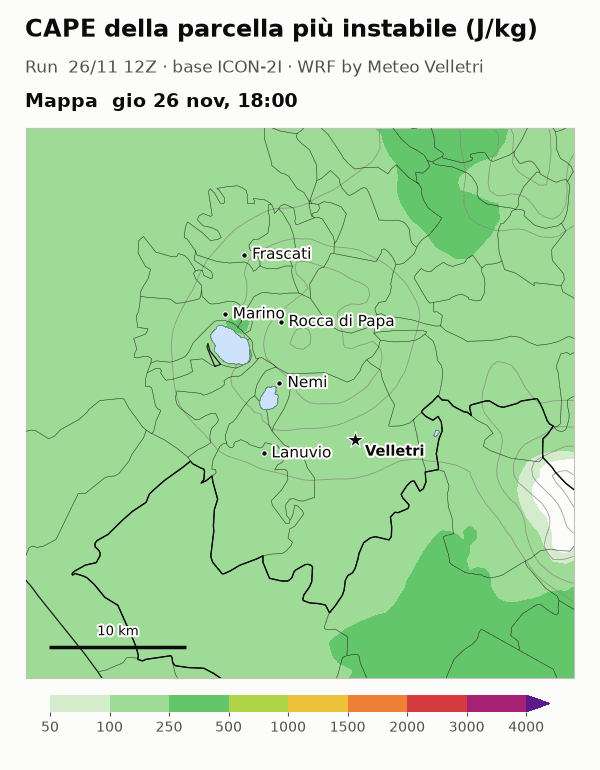 CAPE della parcella più instabile (J/kg)
Run 26/11 12Z · base ICON-2I · WRF by Meteo Velletri
Mappa gio 26 nov, 18:00
Frascati
Marino
Rocca di Papa
Nemi
Velletri
Lanuvio
10 km
50 100 250 500 1000 1500 2000 3000 4000